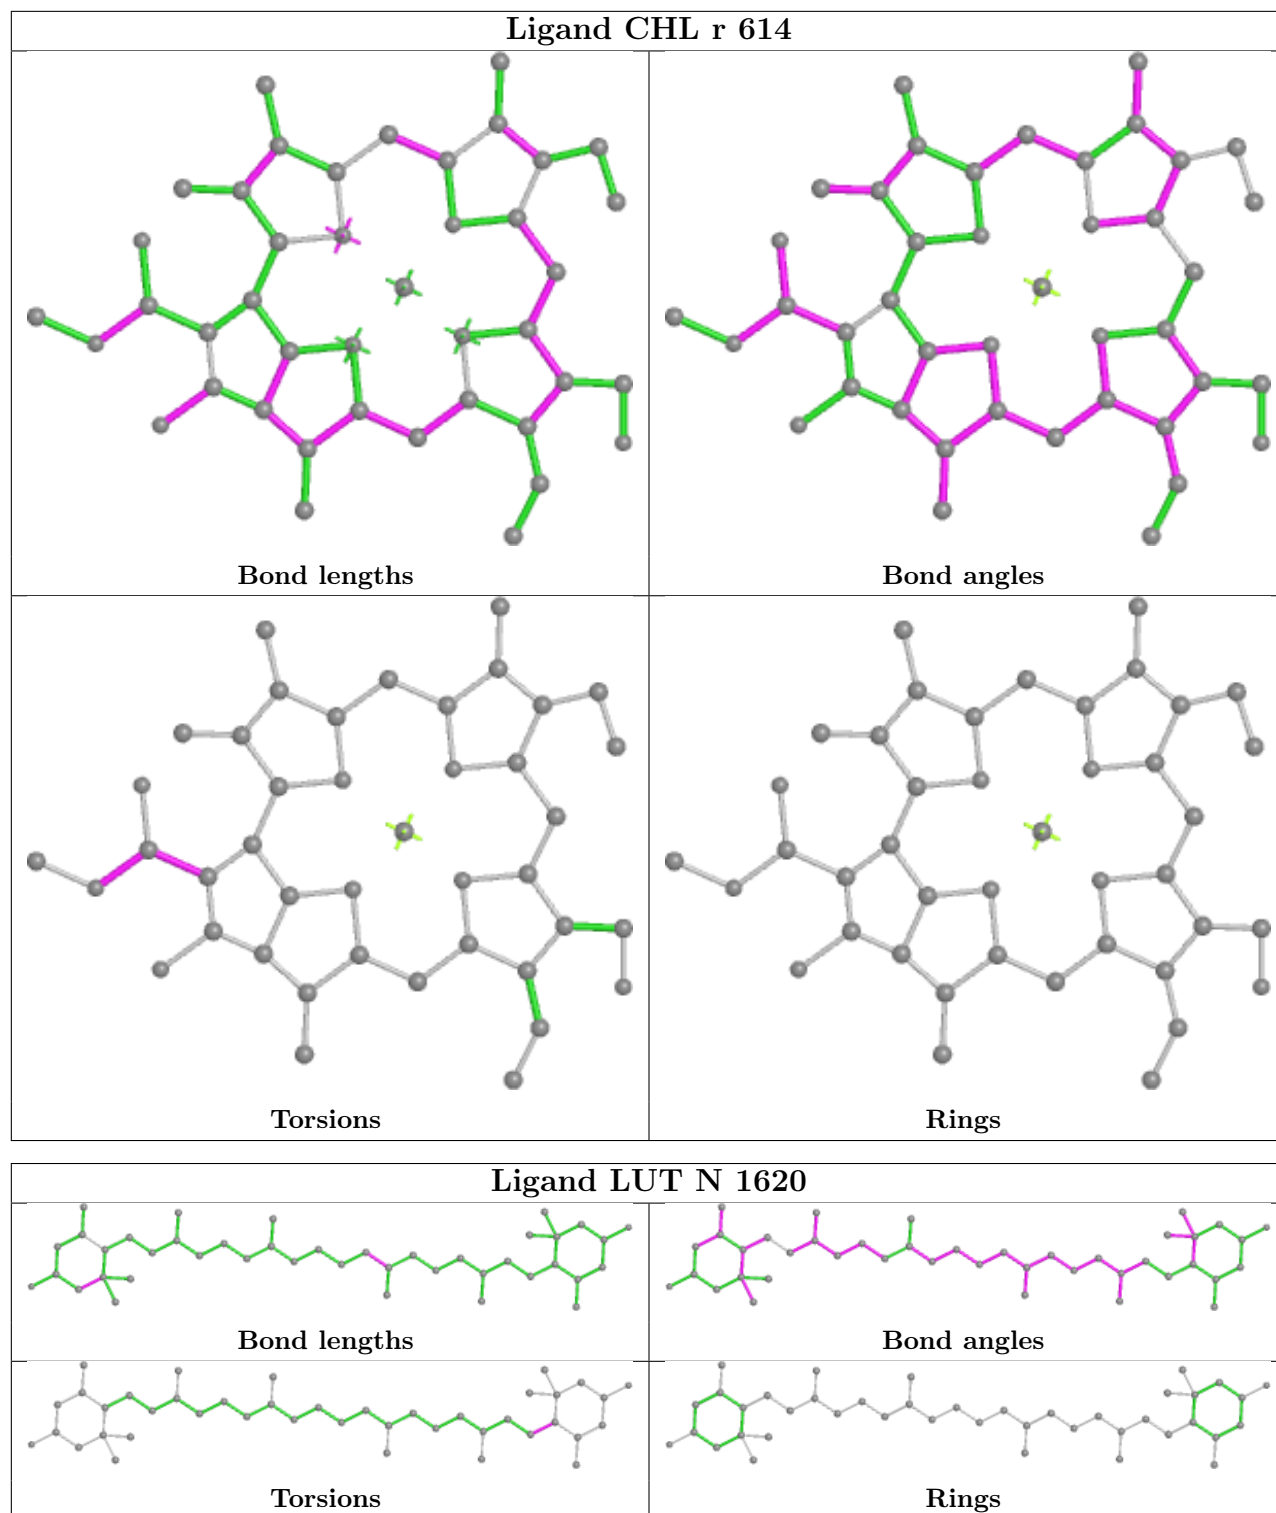 Ligand CHL r 614
Bond lengths
Bond angles
Torsions
Rings
Ligand LUT N 1620
Bond lengths
Bond angles
Torsions
Rings